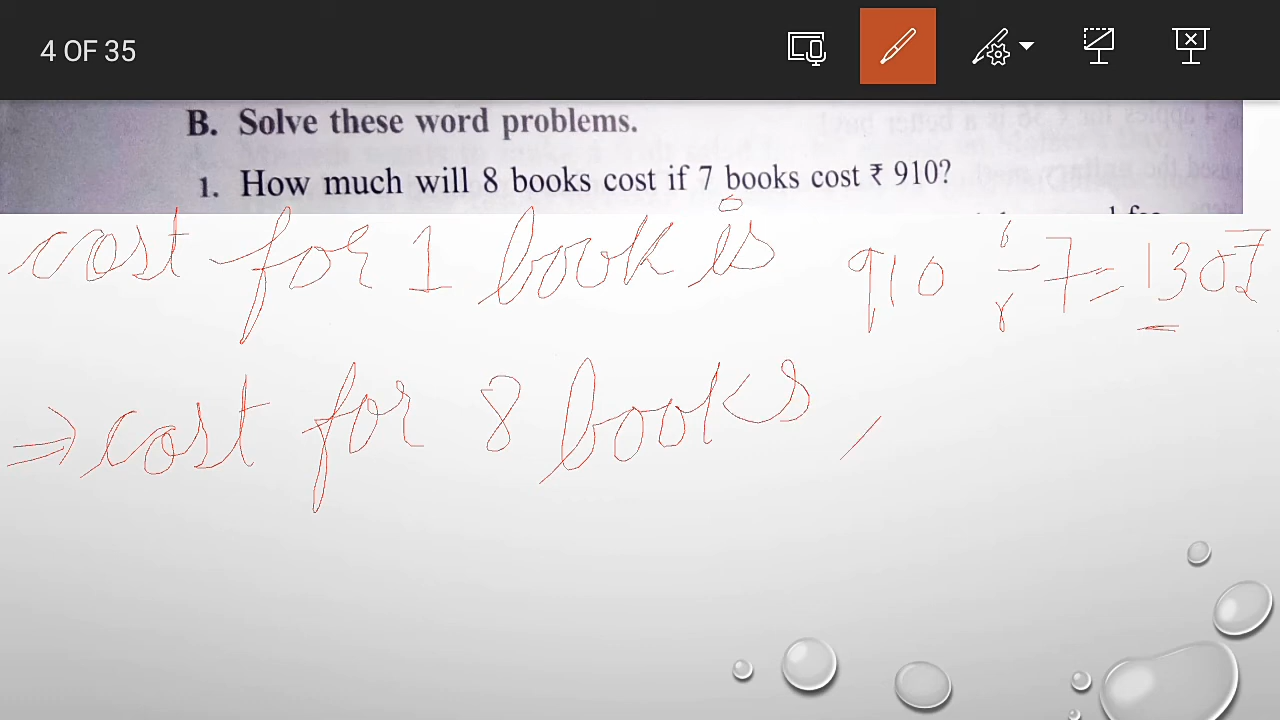 4 OF 35
B. Solve these word problems.
1. How much will 8 books cost if 7 books cost ₹ 910?
cost for 1 book is 910 ÷ 7 = 130₹
⇒ cost for 8 books,